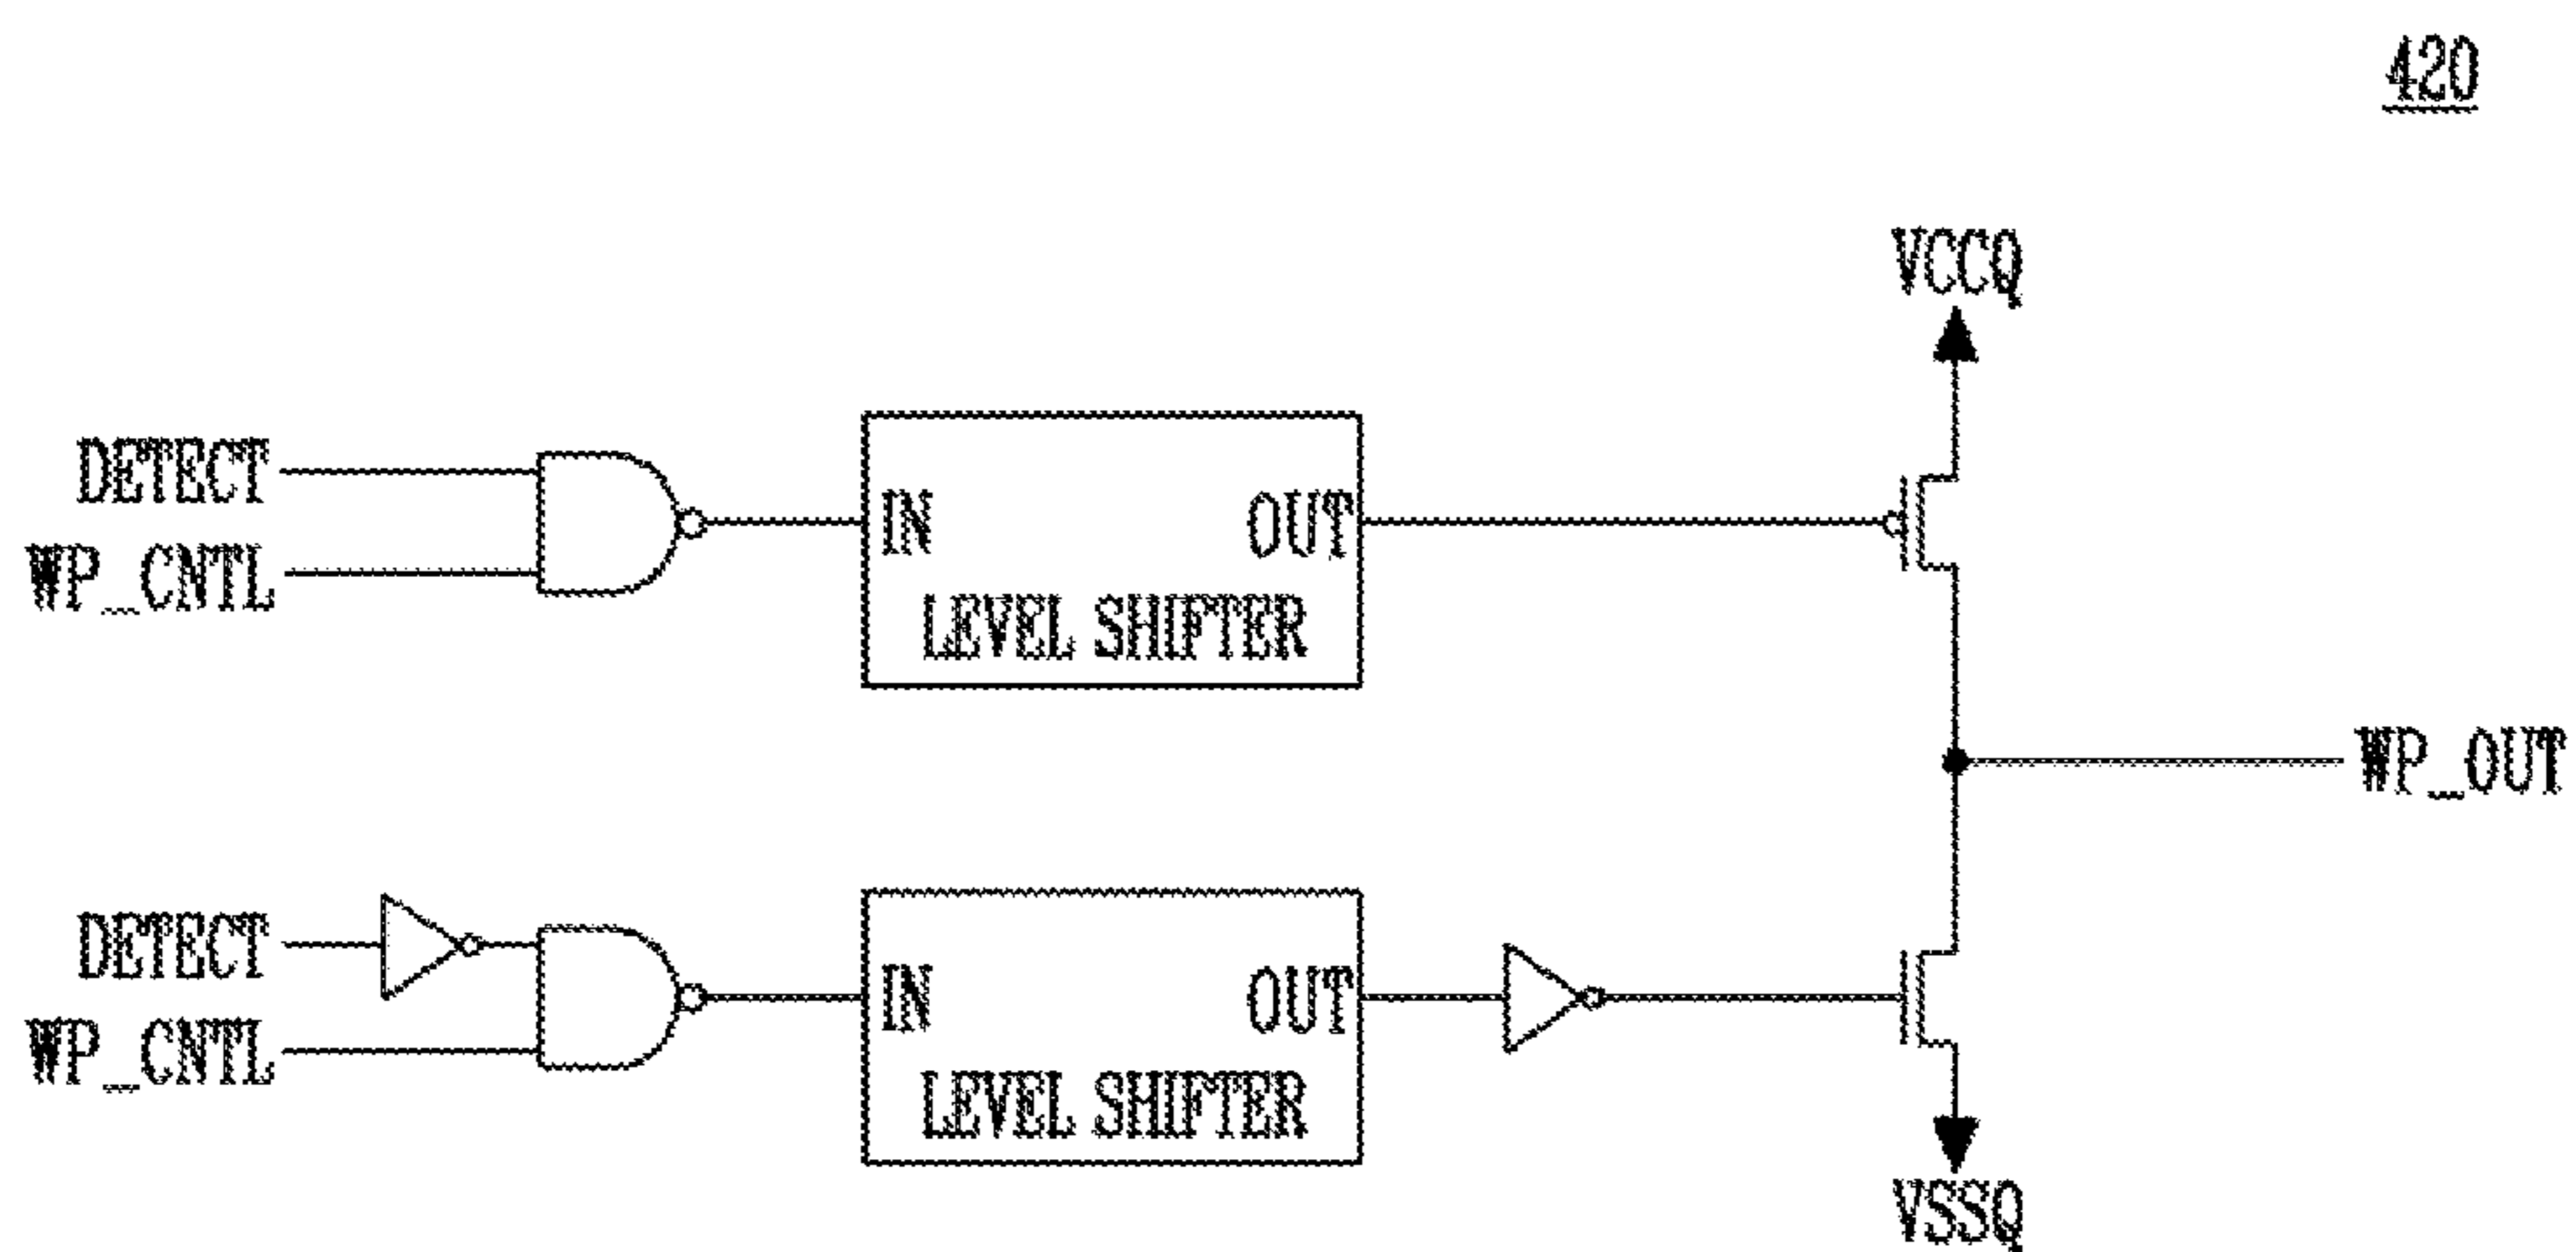 420
VCCQ
DETECT
WP_CNTL
IN
OUT
LEVEL SHIFTER
WP_OUT
DETECT
WP_CNTL
IN
OUT
LEVEL SHIFTER
VSSQ